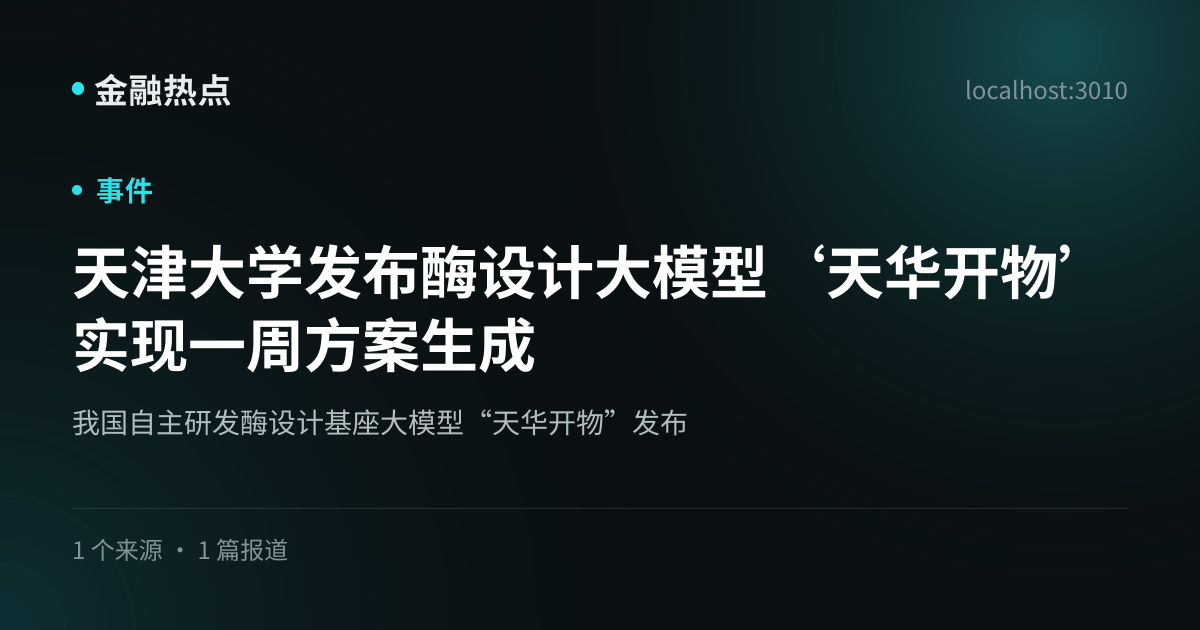 金融热点
localhost:3010
事件
天津大学发布酶设计大模型‘天华开物’
实现一周方案生成
我国自主研发酶设计基座大模型“天华开物”发布
1 个来源 · 1 篇报道